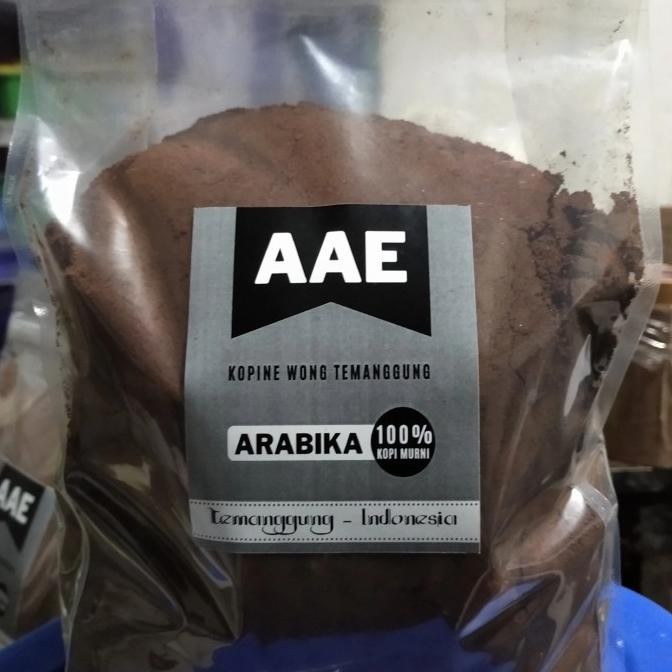 AAE
KOPINE WONG TEMANGGUNG
ARABIKA
100%
KOPI MURNI
Temanggung - Indonesia
AAE